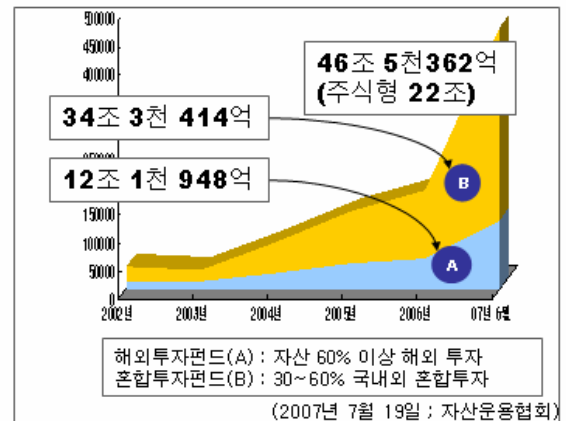 500000
450000
400000
46조 5천362억
(주식형 22조)
34조 3천 414억
12조 1천 948억
B
150000
100000
A
50000
0
2002년
2003년
2004년
2005년
2006년
07년 6월
해외투자펀드(A) : 자산 60% 이상 해외 투자
혼합투자펀드(B) : 30~60% 국내외 혼합투자
(2007년 7월 19일 ; 자산운용협회)